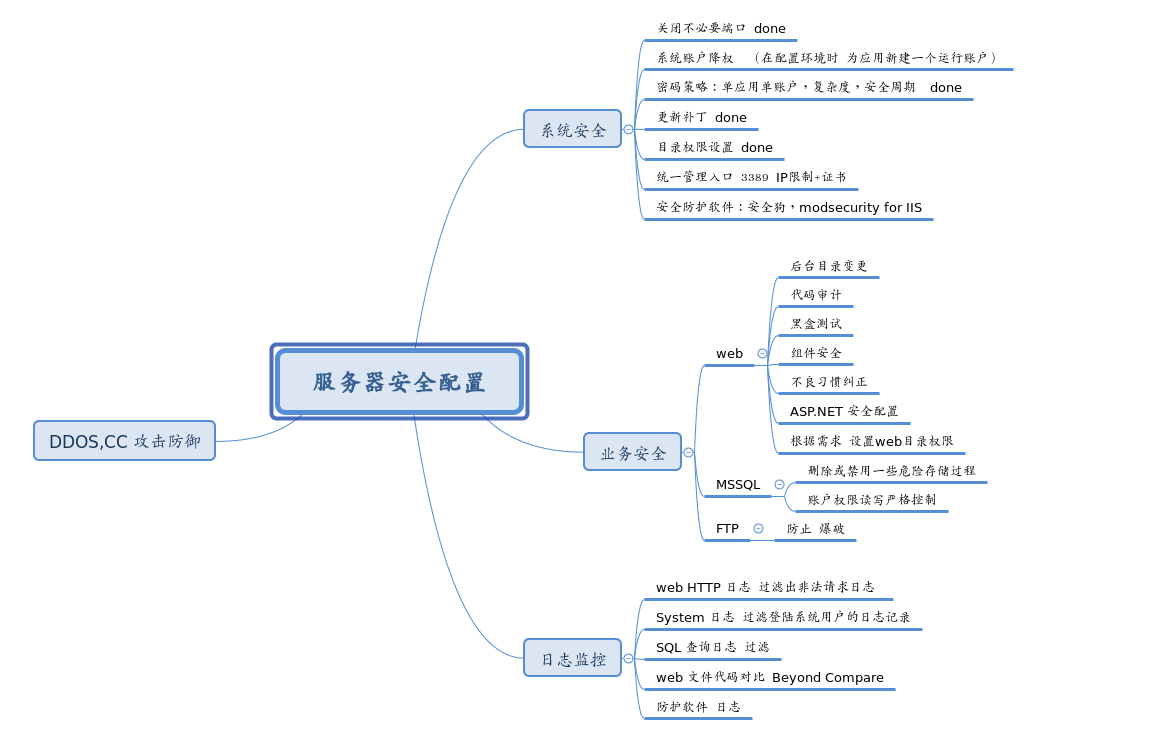 服务器安全配置
系统安全
关闭不必要端口 done
系统账户降权 （在配置环境时 为应用新建一个运行账户）
密码策略：单应用单账户，复杂度，安全周期 done
更新补丁 done
目录权限设置 done
统一管理入口 3389 IP限制+证书
安全防护软件：安全狗，modsecurity for IIS
业务安全
web
后台目录变更
代码审计
黑盒测试
组件安全
不良习惯纠正
ASP.NET 安全配置
根据需求 设置web目录权限
MSSQL
删除或禁用一些危险存储过程
账户权限读写严格控制
FTP
防止 爆破
日志监控
web HTTP 日志 过滤出非法请求日志
System 日志 过滤登陆系统用户的日志记录
SQL 查询日志 过滤
web 文件代码对比 Beyond Compare
防护软件 日志
DDOS,CC 攻击防御